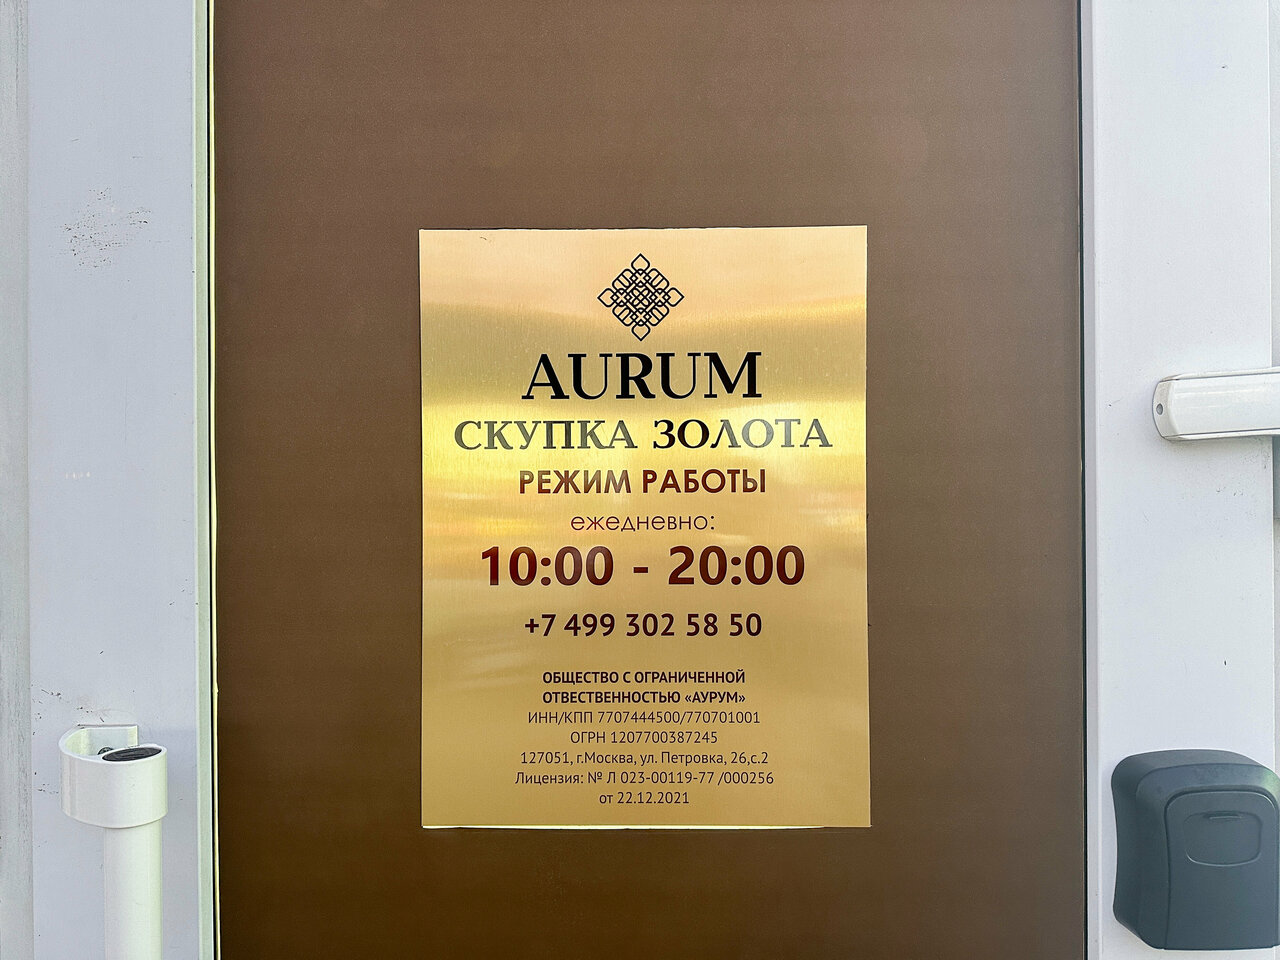 AURUM
СКУПКА ЗОЛОТА
РЕЖИМ РАБОТЫ
ежедневно:
10:00 - 20:00
+7 499 302 58 50
ОБЩЕСТВО С ОГРАНИЧЕННОЙ
ОТВЕСТВЕННОСТЬЮ «АУРУМ»
ИНН/КПП 7707444500/770701001
ОГРН 1207700387245
127051, г.Москва, ул. Петровка, 26,с.2
Лицензия: № Л 023-00119-77 /000256
от 22.12.2021